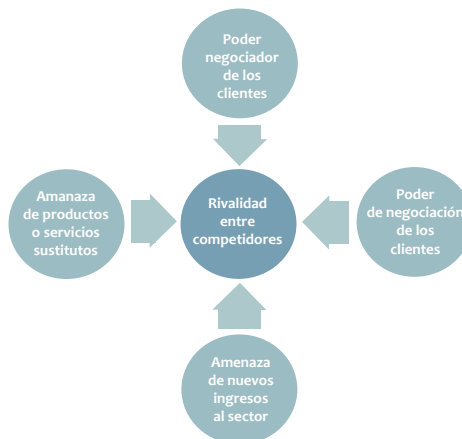 Poder
negociador
de los
clientes
Amanaza
de productos
o servicios
sustitutos
Rivalidad
entre
competidores
Poder
de negociación
de los
clientes
Amenaza
de nuevos
ingresos
al sector